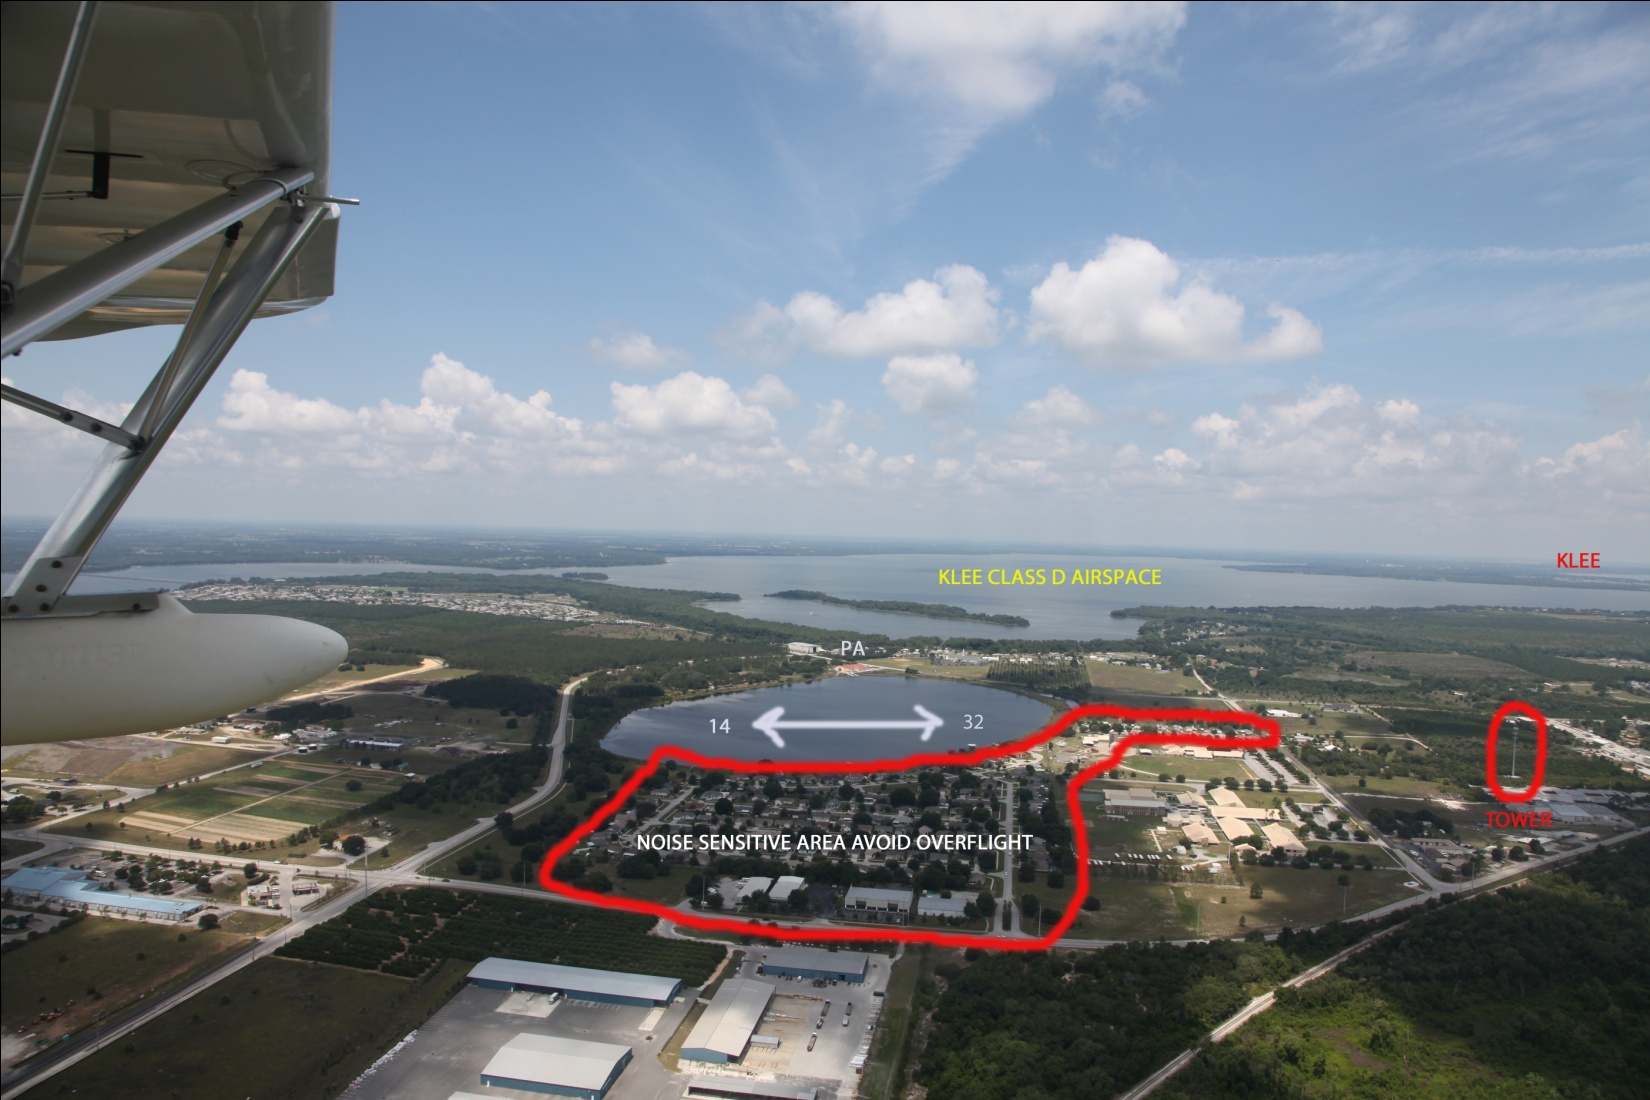 KLEE
KLEE CLASS D AIRSPACE
PA
14
32
TOWER
NOISE SENSITIVE AREA AVOID OVERFLIGHT